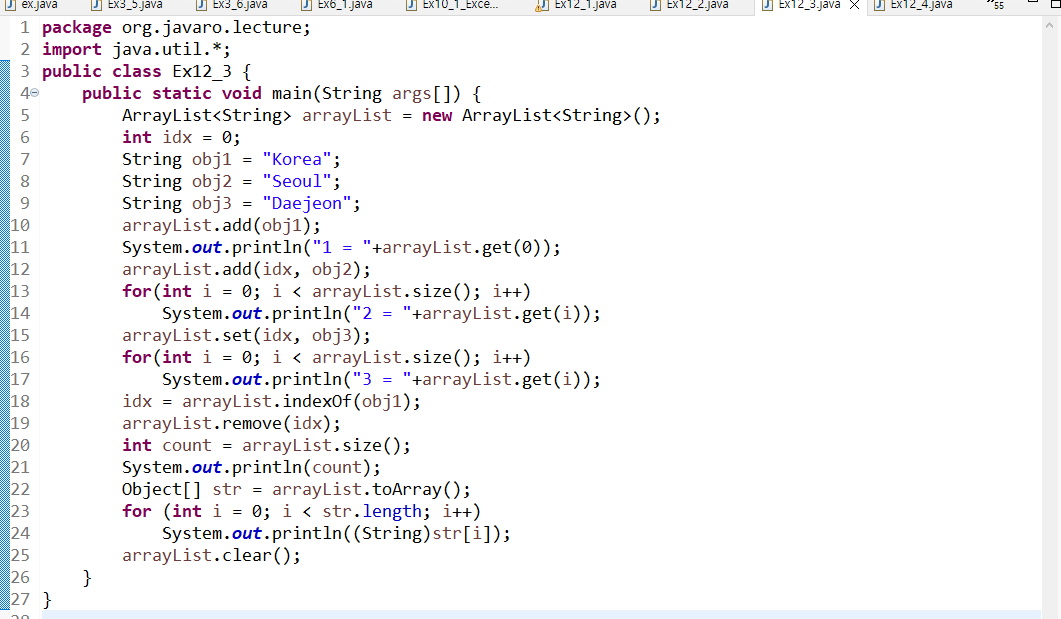 ex.java Ex3_5.java Ex3_6.java Ex6_1.java Ex10_1_Exce... Ex12_1.java Ex12_2.java Ex12_3.java Ex12_4.java »55
1 package org.javaro.lecture;
2 import java.util.*;
3 public class Ex12_3 {
4 public static void main(String args[]) {
5 ArrayList<String> arrayList = new ArrayList<String>();
6 int idx = 0;
7 String obj1 = "Korea";
8 String obj2 = "Seoul";
9 String obj3 = "Daejeon";
10 arrayList.add(obj1);
11 System.out.println("1 = "+arrayList.get(0));
12 arrayList.add(idx, obj2);
13 for(int i = 0; i < arrayList.size(); i++)
14 System.out.println("2 = "+arrayList.get(i));
15 arrayList.set(idx, obj3);
16 for(int i = 0; i < arrayList.size(); i++)
17 System.out.println("3 = "+arrayList.get(i));
18 idx = arrayList.indexOf(obj1);
19 arrayList.remove(idx);
20 int count = arrayList.size();
21 System.out.println(count);
22 Object[] str = arrayList.toArray();
23 for (int i = 0; i < str.length; i++)
24 System.out.println((String)str[i]);
25 arrayList.clear();
26 }
27 }
28